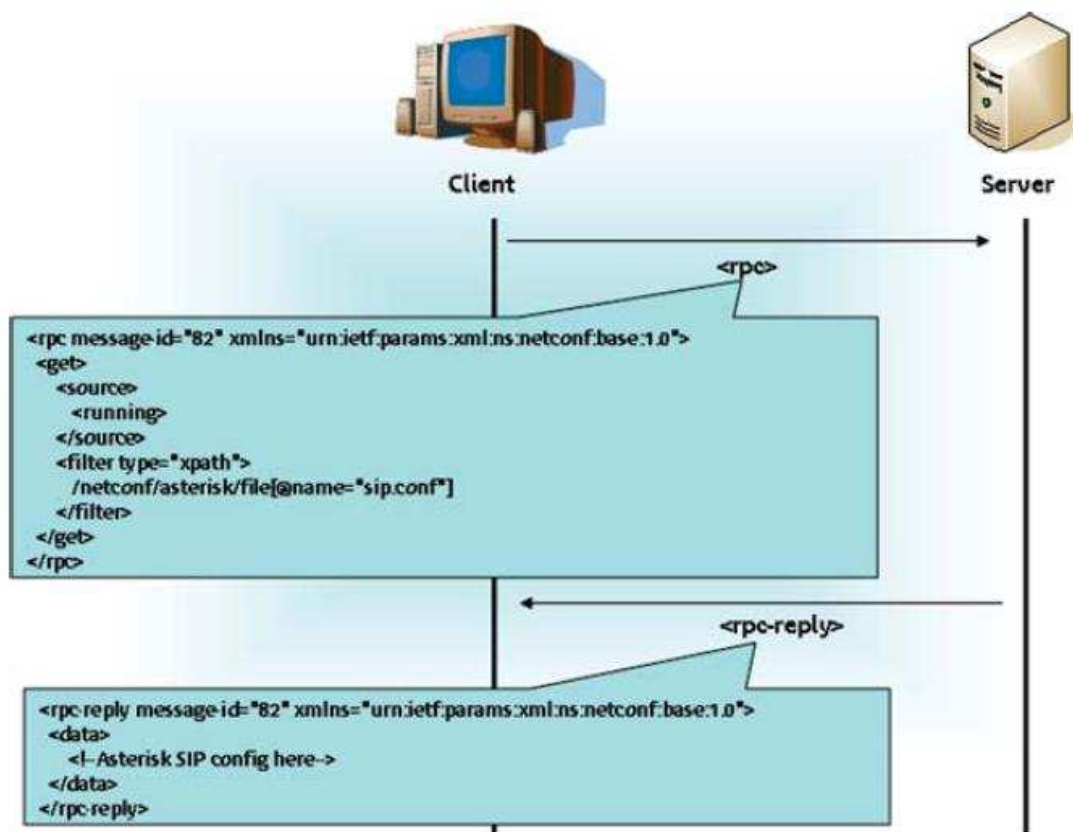 Client
Server
<rpc>
<rpc message-id="82" xmlns="urn:ietf:params:xml:ns:netconf:base:1.0">
<get>
<source>
<running>
</source>
<filter type="xpath">
/netconf/asterisk/file[@name="sip.conf"]
</filter>
</get>
</rpc>
<rpc-reply>
<rpc-reply message-id="82" xmlns="urn:ietf:params:xml:ns:netconf:base:1.0">
<data>
<!--Asterisk SIP config here-->
</data>
</rpc-reply>